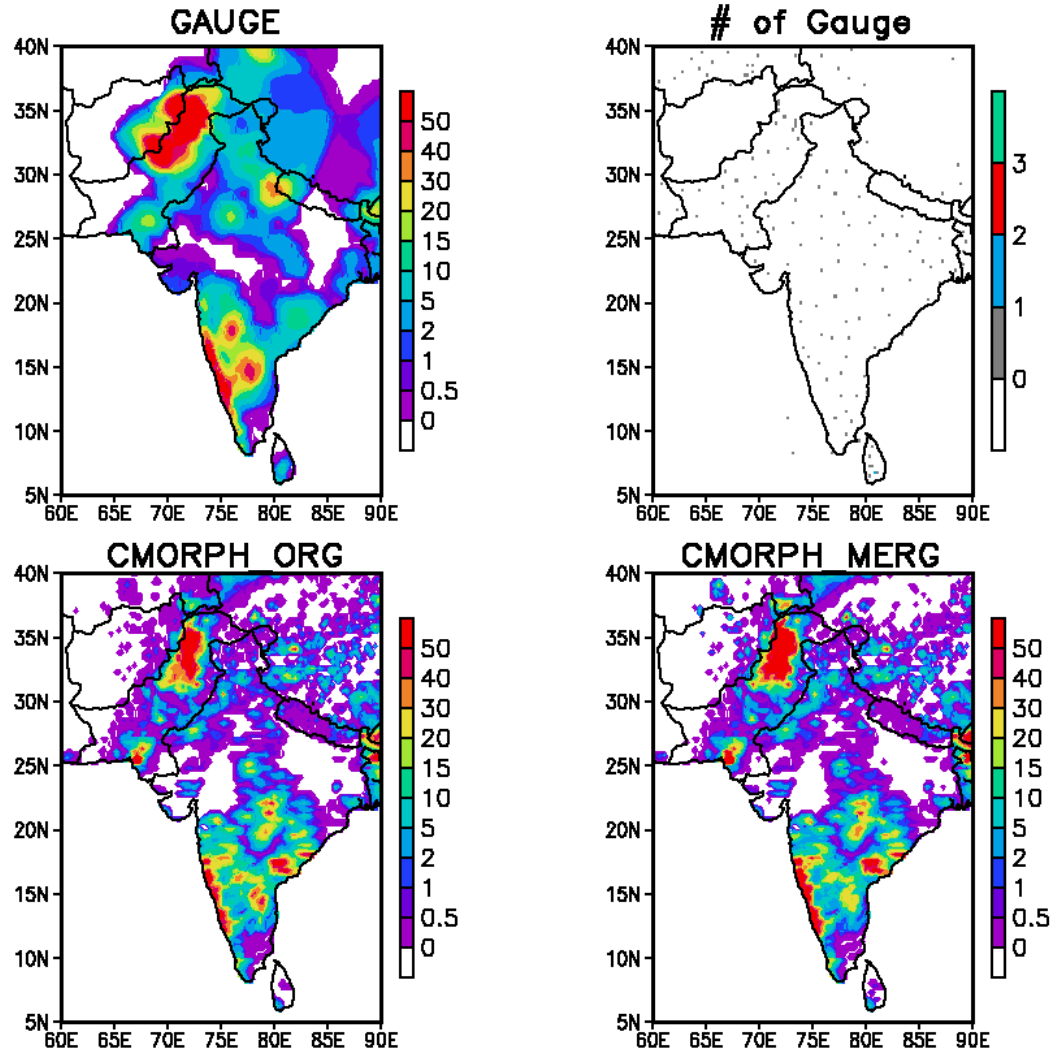 GAUGE
40N
35N
30N
25N
20N
15N
10N
5N
60E 65E 70E 75E 80E 85E 90E
50
40
30
20
15
10
5
2
1
0.5
0
# of Gauge
40N
35N
30N
25N
20N
15N
10N
5N
60E 65E 70E 75E 80E 85E 90E
3
2
1
0
CMORPH_ORG
40N
35N
30N
25N
20N
15N
10N
5N
60E 65E 70E 75E 80E 85E 90E
50
40
30
20
15
10
5
2
1
0.5
0
CMORPH_MERG
40N
35N
30N
25N
20N
15N
10N
5N
60E 65E 70E 75E 80E 85E 90E
50
40
30
20
15
10
5
2
1
0.5
0